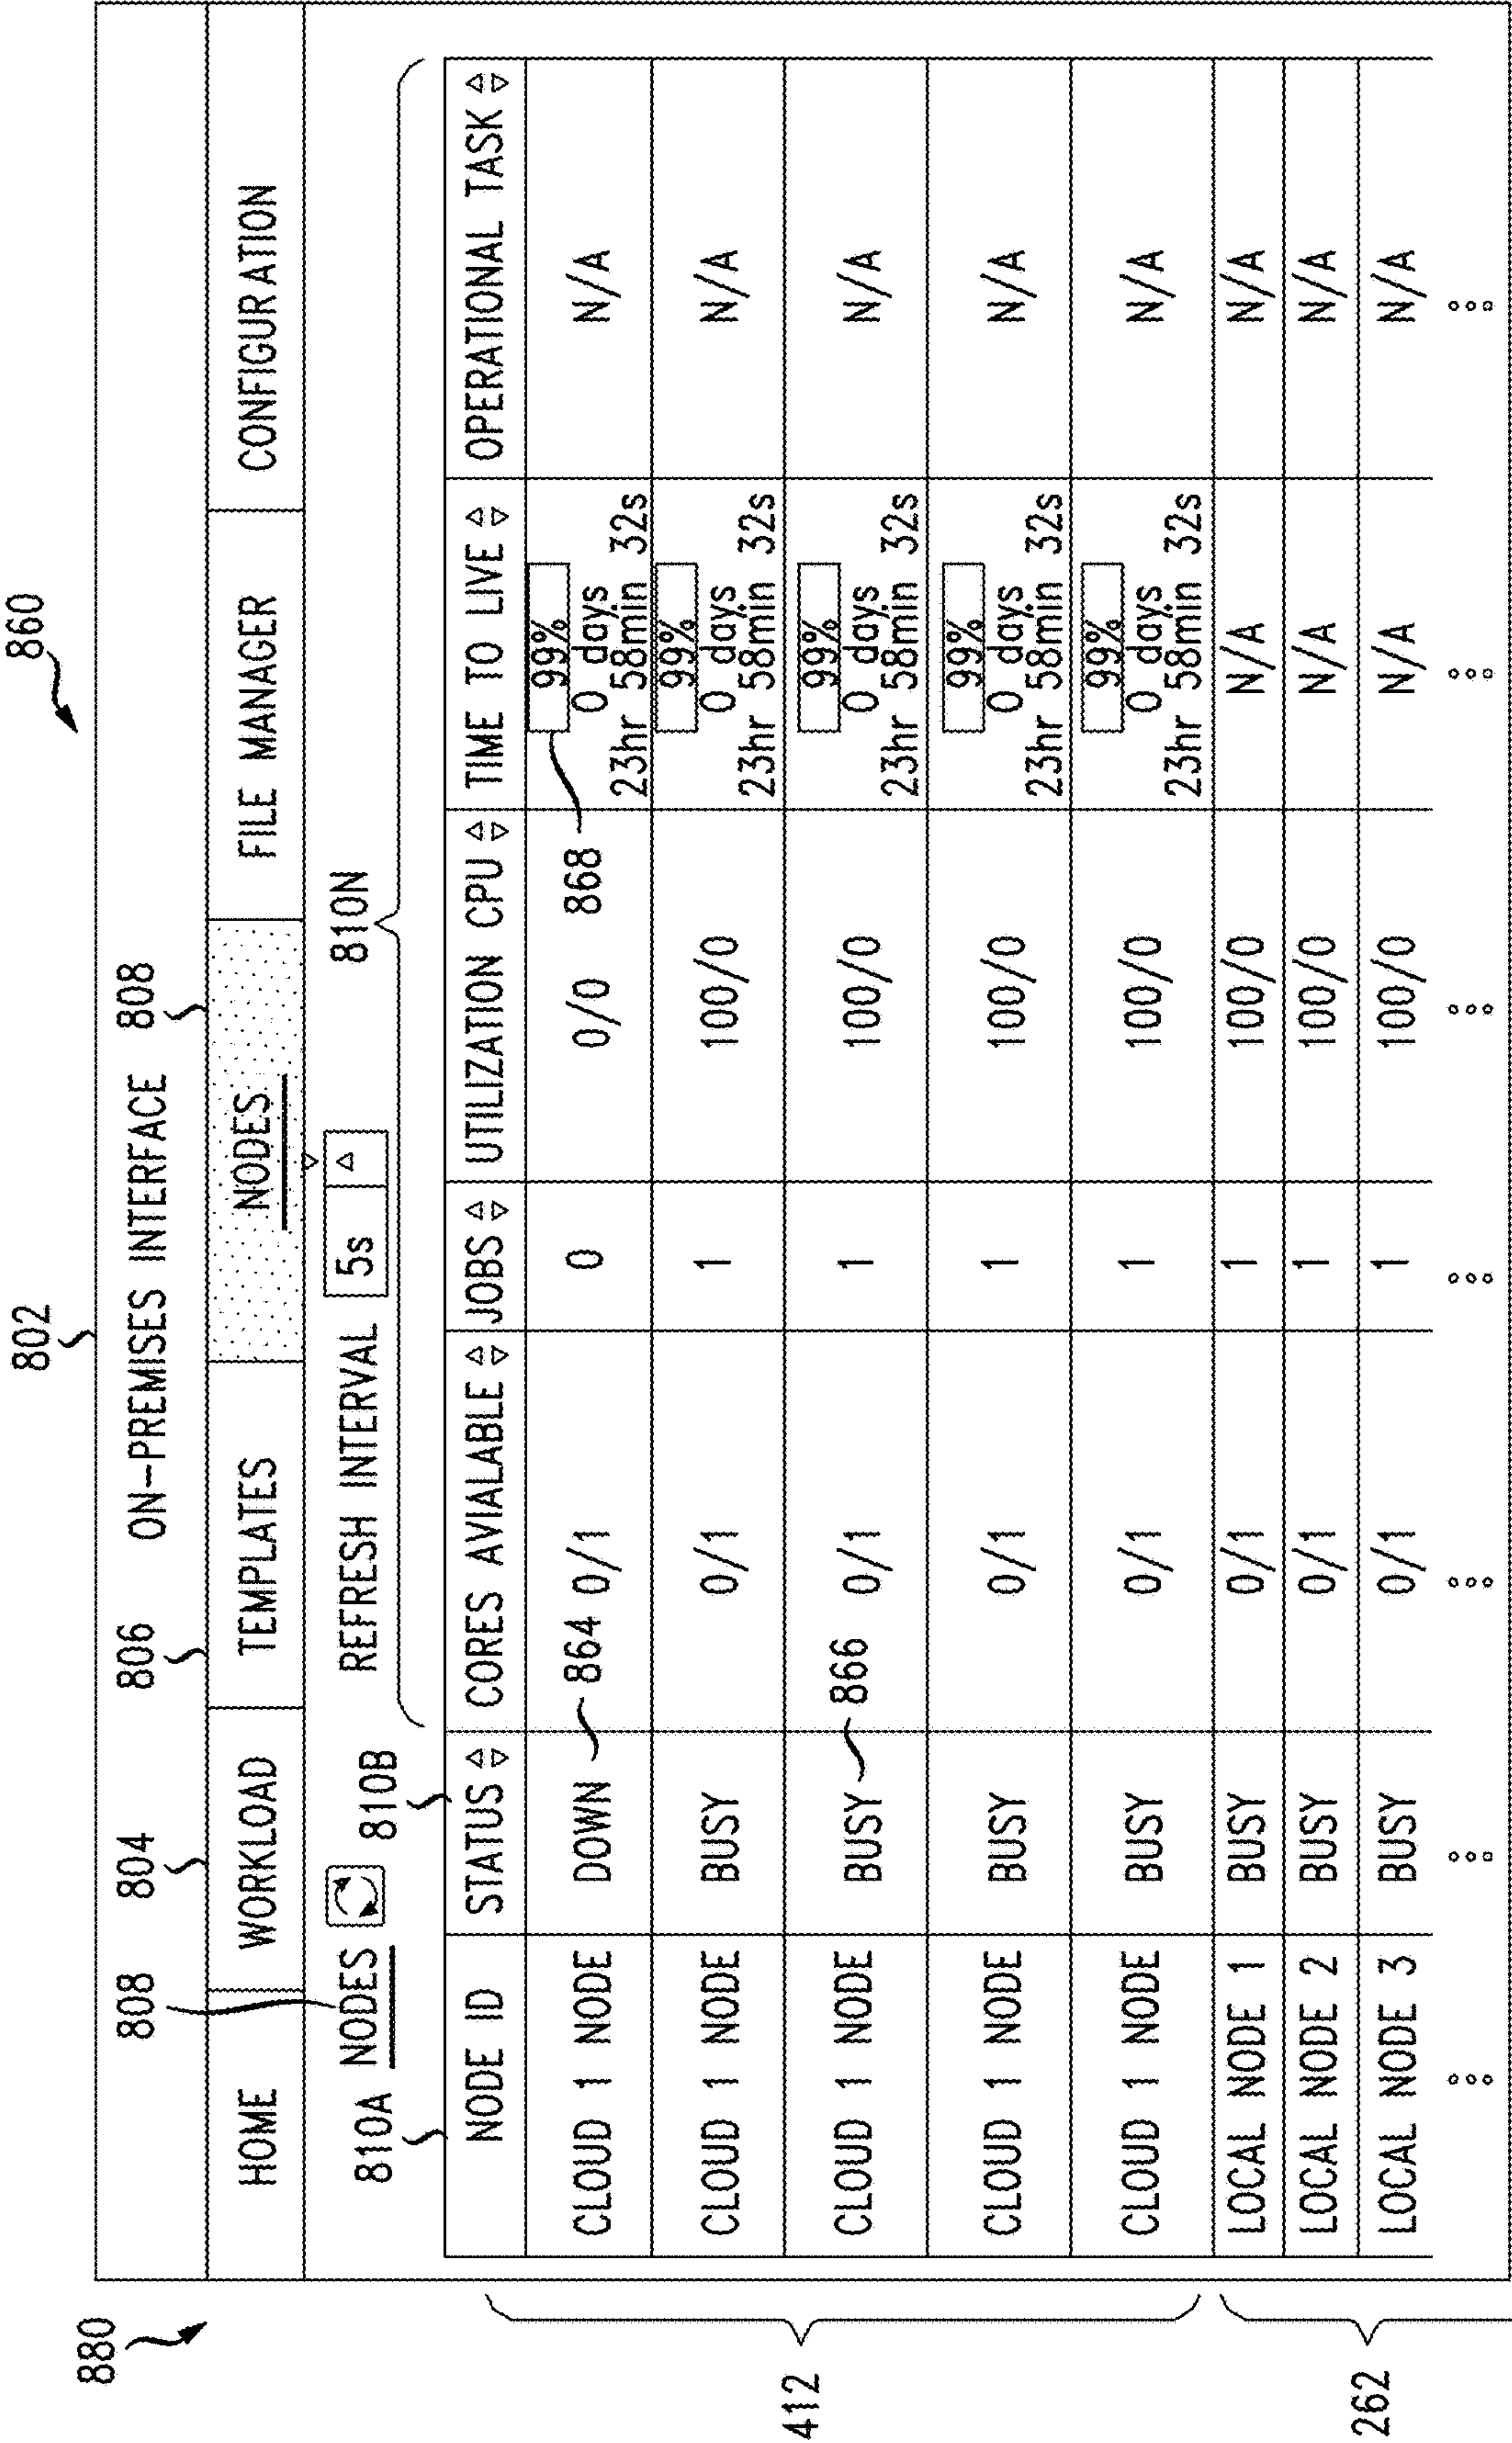 880
802
860
ON-PREMISES INTERFACE
808 804 806 808
HOME WORKLOAD TEMPLATES NODES FILE MANAGER CONFIGURATION
810A NODES 810B REFRESH INTERVAL 5s 810N
NODE ID STATUS CORES AVIALABLE JOBS UTILIZATION CPU TIME TO LIVE OPERATIONAL TASK
CLOUD 1 NODE DOWN 864 0/1 0 0/0 868 99% 0 days 23hr 58min 32s N/A
CLOUD 1 NODE BUSY 0/1 1 100/0 99% 0 days 23hr 58min 32s N/A
CLOUD 1 NODE BUSY 866 0/1 1 100/0 99% 0 days 23hr 58min 32s N/A
CLOUD 1 NODE BUSY 0/1 1 100/0 99% 0 days 23hr 58min 32s N/A
CLOUD 1 NODE BUSY 0/1 1 100/0 99% 0 days 23hr 58min 32s N/A
LOCAL NODE 1 BUSY 0/1 1 100/0 N/A N/A
LOCAL NODE 2 BUSY 0/1 1 100/0 N/A N/A
LOCAL NODE 3 BUSY 0/1 1 100/0 N/A N/A
412
262